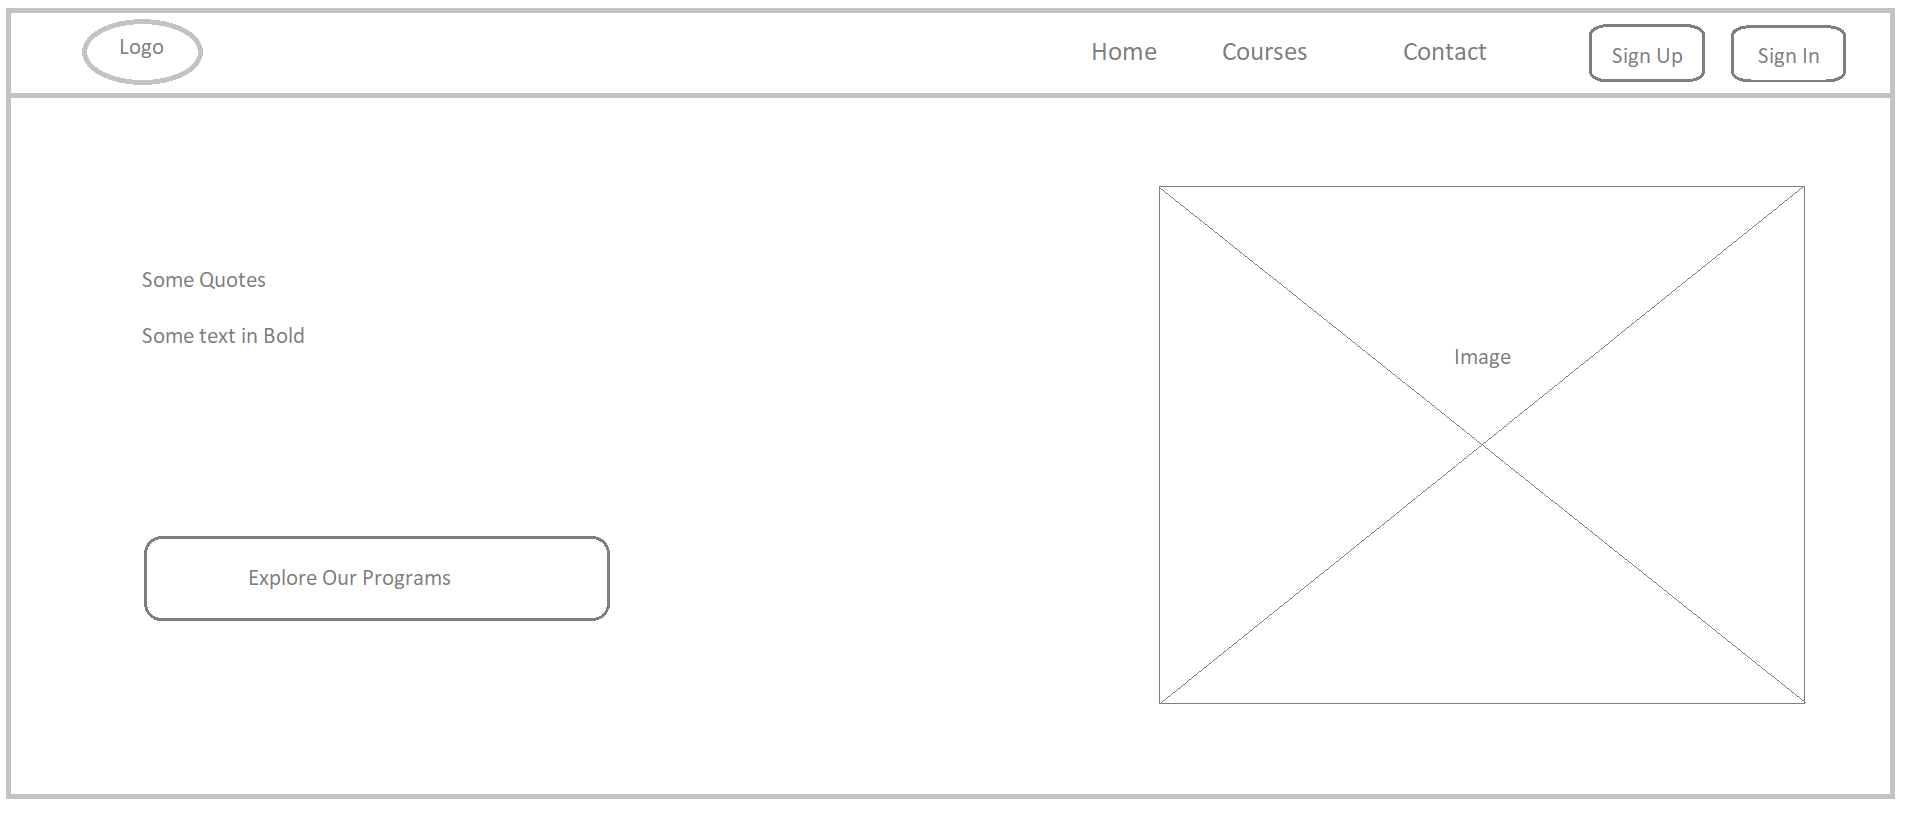 Logo
Home
Courses
Contact
Sign Up
Sign In
Some Quotes
Some text in Bold
Image
Explore Our Programs